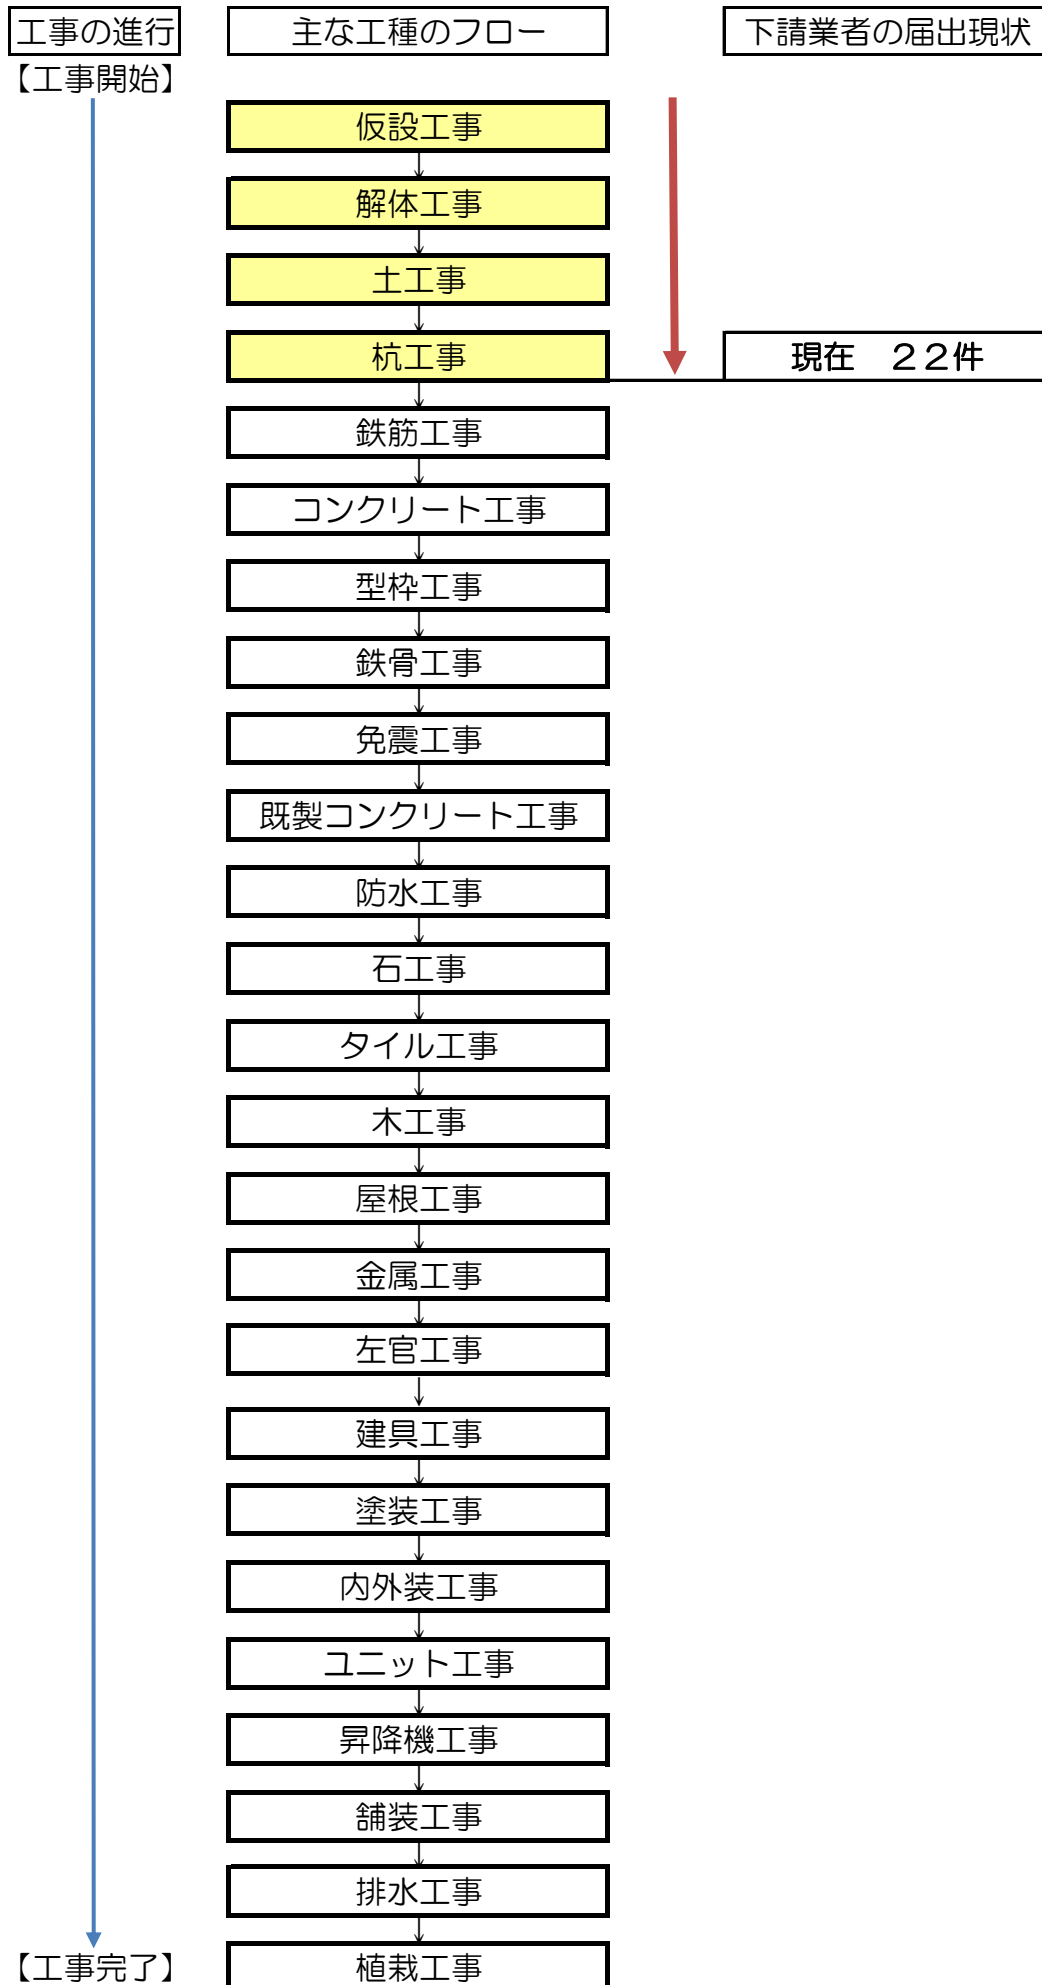 工事の進行
主な工種のフロー
下請業者の届出現状
【工事開始】
仮設工事
解体工事
土工事
杭工事
現在　２２件
鉄筋工事
コンクリート工事
型枠工事
鉄骨工事
免震工事
既製コンクリート工事
防水工事
石工事
タイル工事
木工事
屋根工事
金属工事
左官工事
建具工事
塗装工事
内外装工事
ユニット工事
昇降機工事
舗装工事
排水工事
【工事完了】
植栽工事